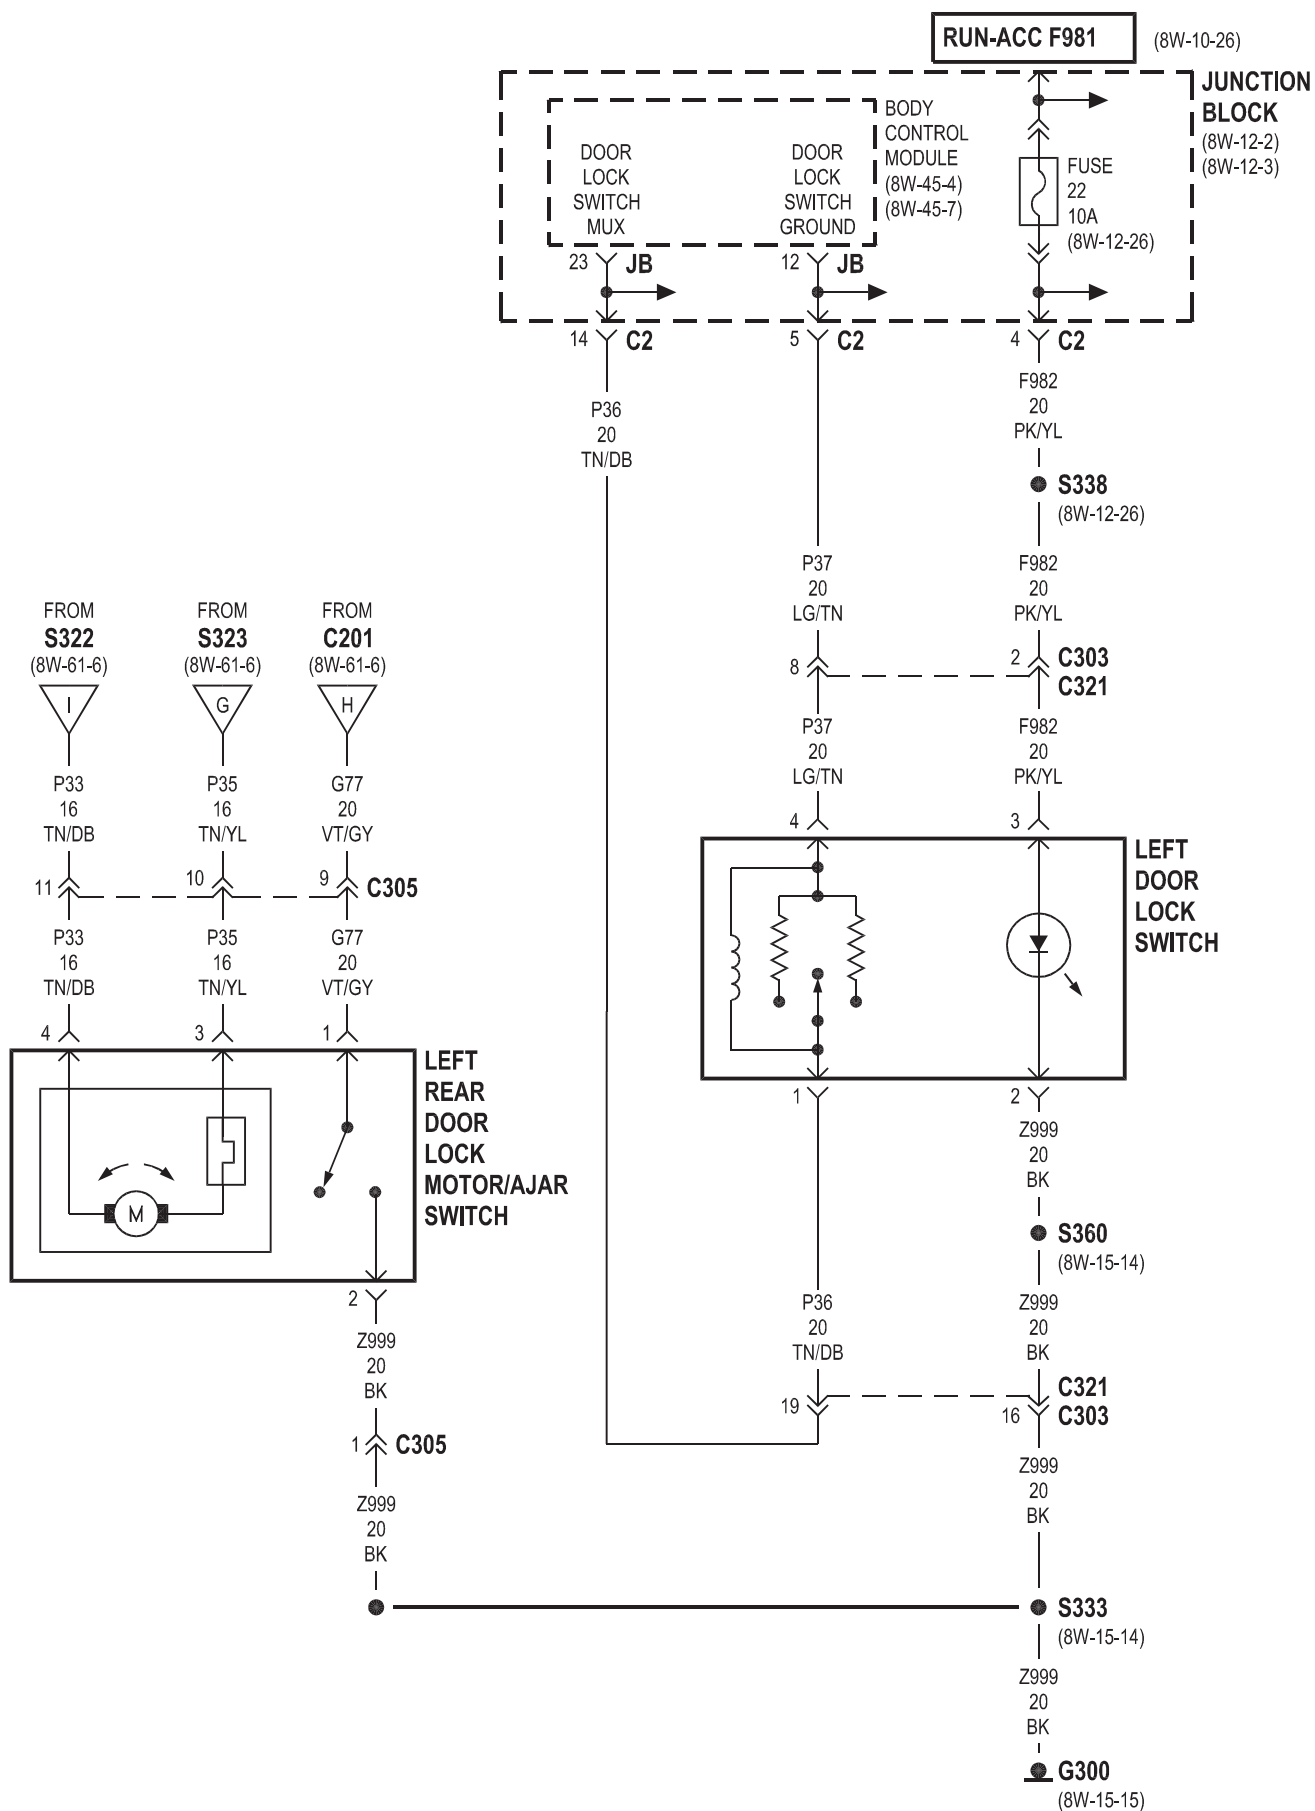 RUN-ACC F981
(8W-10-26)
JUNCTION
BLOCK
(8W-12-2)
(8W-12-3)
BODY
CONTROL
MODULE
(8W-45-4)
(8W-45-7)
DOOR
LOCK
SWITCH
MUX
DOOR
LOCK
SWITCH
GROUND
FUSE
22
10A
(8W-12-26)
23
JB
12
JB
14
C2
5
C2
4
C2
P36
20
TN/DB
F982
20
PK/YL
S338
(8W-12-26)
P37
20
LG/TN
F982
20
PK/YL
8
2
C303
C321
P37
20
LG/TN
F982
20
PK/YL
4
3
LEFT
DOOR
LOCK
SWITCH
1
2
Z999
20
BK
S360
(8W-15-14)
P36
20
TN/DB
Z999
20
BK
19
16
C321
C303
Z999
20
BK
FROM
S322
(8W-61-6)
I
FROM
S323
(8W-61-6)
G
FROM
C201
(8W-61-6)
H
P33
16
TN/DB
P35
16
TN/YL
G77
20
VT/GY
11
10
9
C305
P33
16
TN/DB
P35
16
TN/YL
G77
20
VT/GY
4
3
1
LEFT
REAR
DOOR
LOCK
MOTOR/AJAR
SWITCH
M
2
Z999
20
BK
1
C305
Z999
20
BK
S333
(8W-15-14)
Z999
20
BK
G300
(8W-15-15)